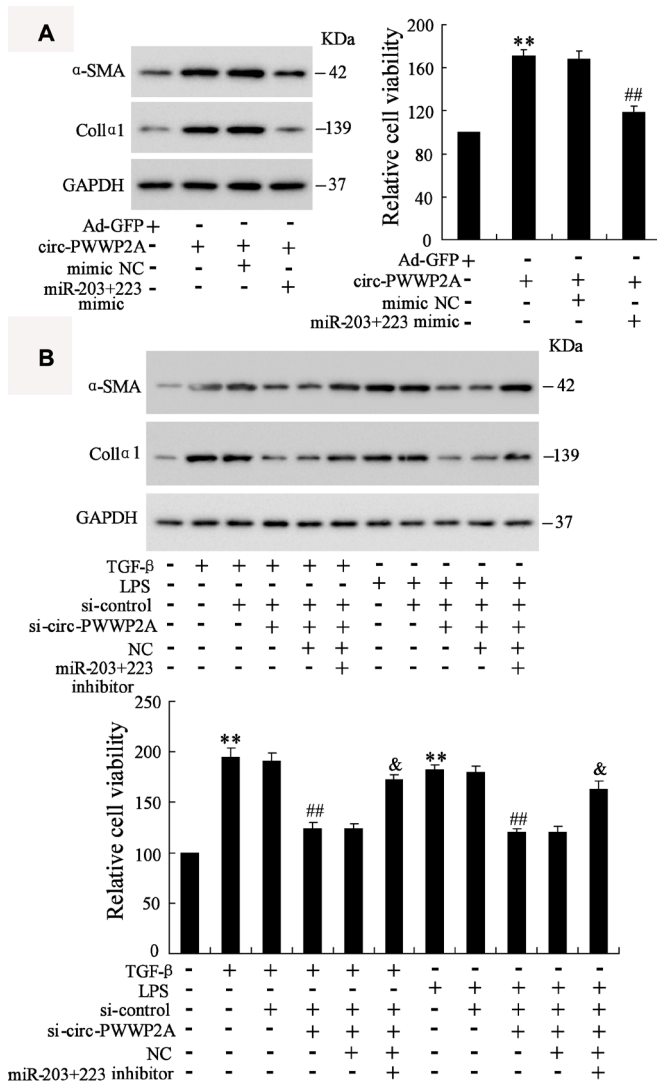 A
KDa
α-SMA
–42
Collα1
–139
GAPDH
–37
Ad-GFP + - - -
circ-PWWP2A - + + +
mimic NC - - + -
miR-203+223 - - - +
mimic
Relative cell viability
200
160
120
80
40
0
**
##
Ad-GFP + - - -
circ-PWWP2A - + + +
mimic NC - - + -
miR-203+223 mimic - - - +
B
KDa
α-SMA
–42
Collα1
–139
GAPDH
–37
TGF-β - + + + + + - - - - -
LPS - - - - - - + + + + +
si-control - - + + + + - + + + +
si-circ-PWWP2A - - - + + + - - + + +
NC - - - - + + - - - + +
miR-203+223 - - - - - + - - - - +
inhibitor
Relative cell viability
250
200
150
100
50
0
**
##
&
**
##
&
TGF-β - + + + + + - - - - -
LPS - - - - - - + + + + +
si-control - - + + + + - + + + +
si-circ-PWWP2A - - - + + + - - + + +
NC - - - - + + - - - + +
miR-203+223 inhibitor - - - - - + - - - - +